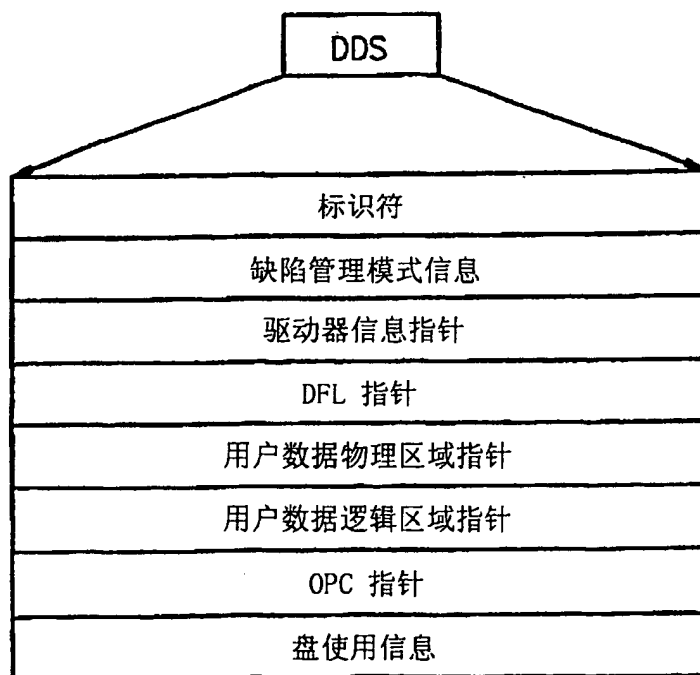 DDS
标识符
缺陷管理模式信息
驱动器信息指针
DFL 指针
用户数据物理区域指针
用户数据逻辑区域指针
OPC 指针
盘使用信息